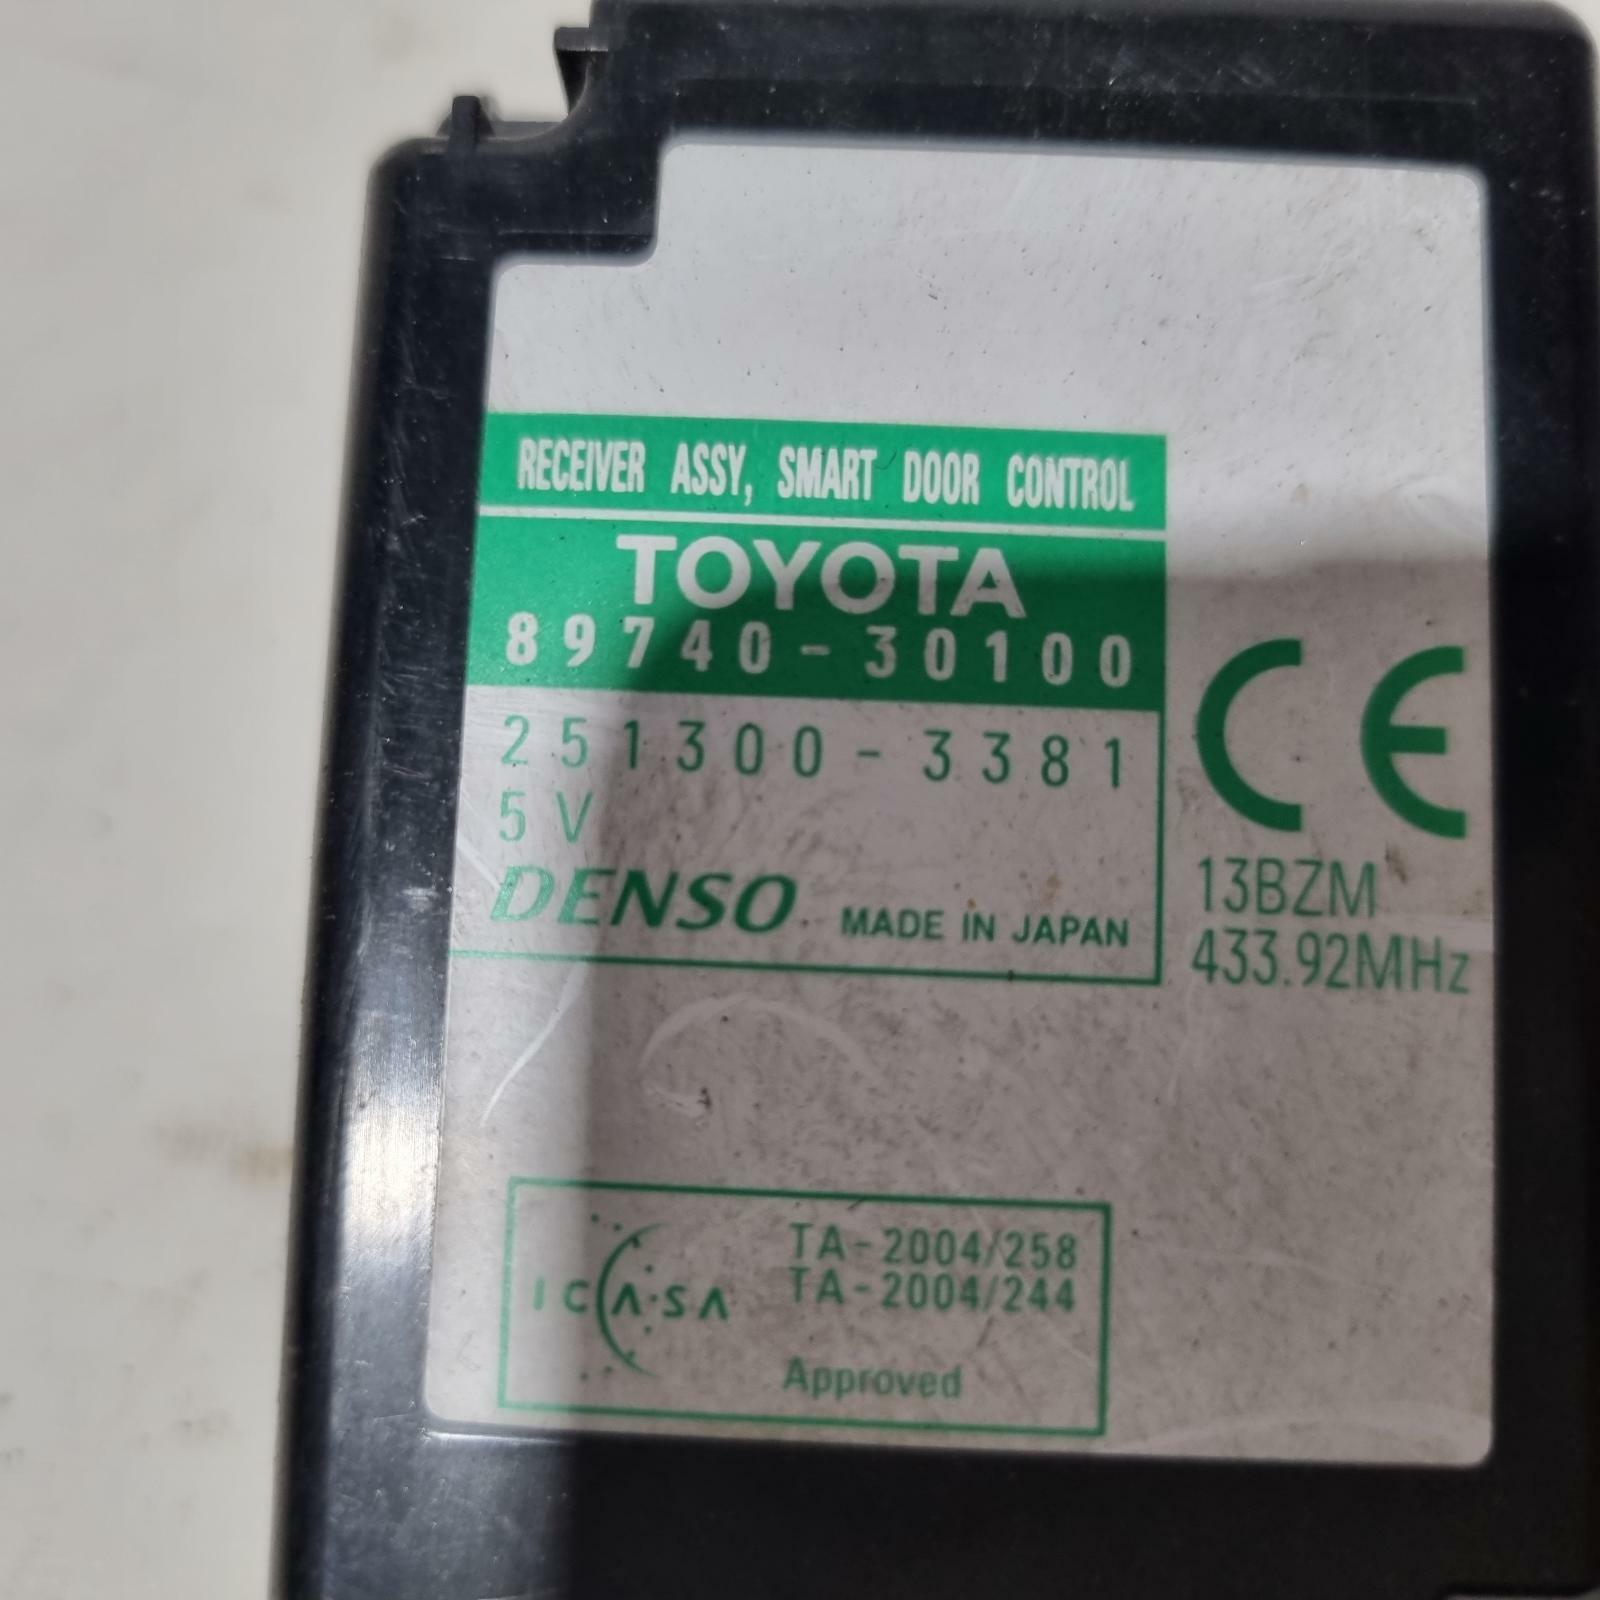 RECEIVER ASSY, SMART DOOR CONTROL
TOYOTA
89740-30100
251300-3381
5V
DENSO MADE IN JAPAN
CE
13BZM
433.92MHz
ICASA
TA-2004/258
TA-2004/244
Approved